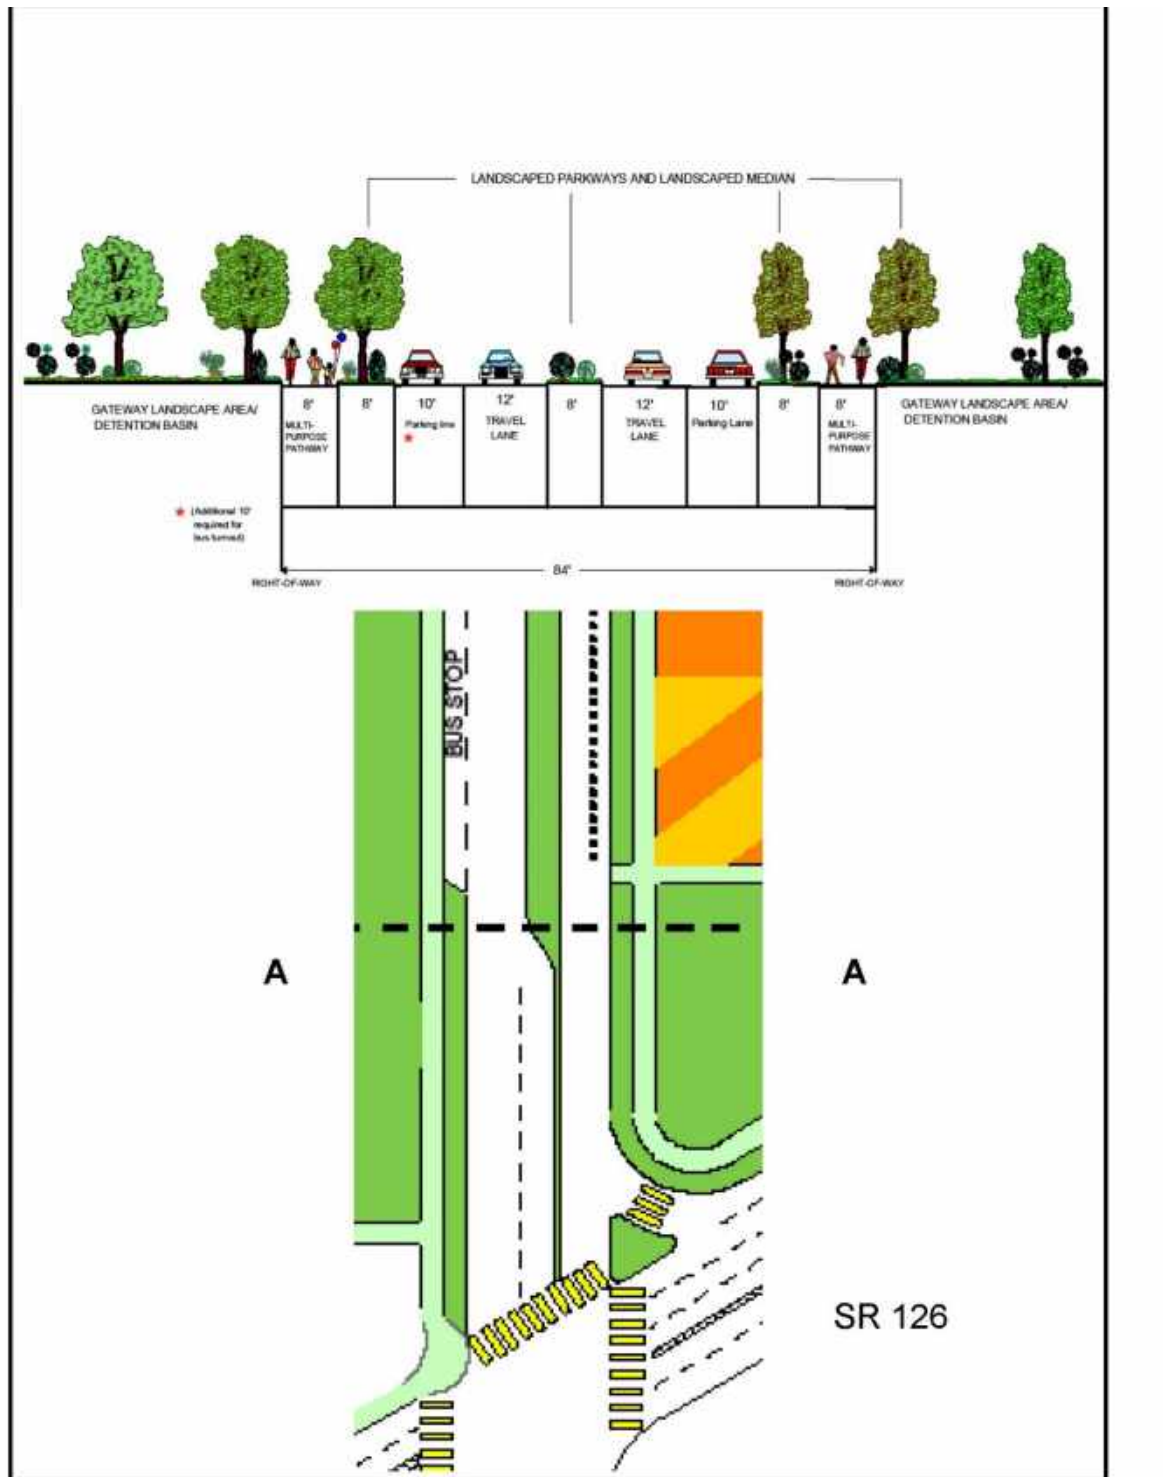 LANDSCAPED PARKWAYS AND LANDSCAPED MEDIAN
GATEWAY LANDSCAPE AREA/
DETENTION BASIN
8'
MULTI-
PURPOSE
PATHWAY
8'
10'
Parking line
12'
TRAVEL
LANE
8'
12'
TRAVEL
LANE
10'
Parking Lane
8'
8'
MULTI-
PURPOSE
PATHWAY
GATEWAY LANDSCAPE AREA/
DETENTION BASIN
(Additional 10'
required for
bus turnout)
84'
RIGHT-OF-WAY
RIGHT-OF-WAY
BUS STOP
A
A
SR 126